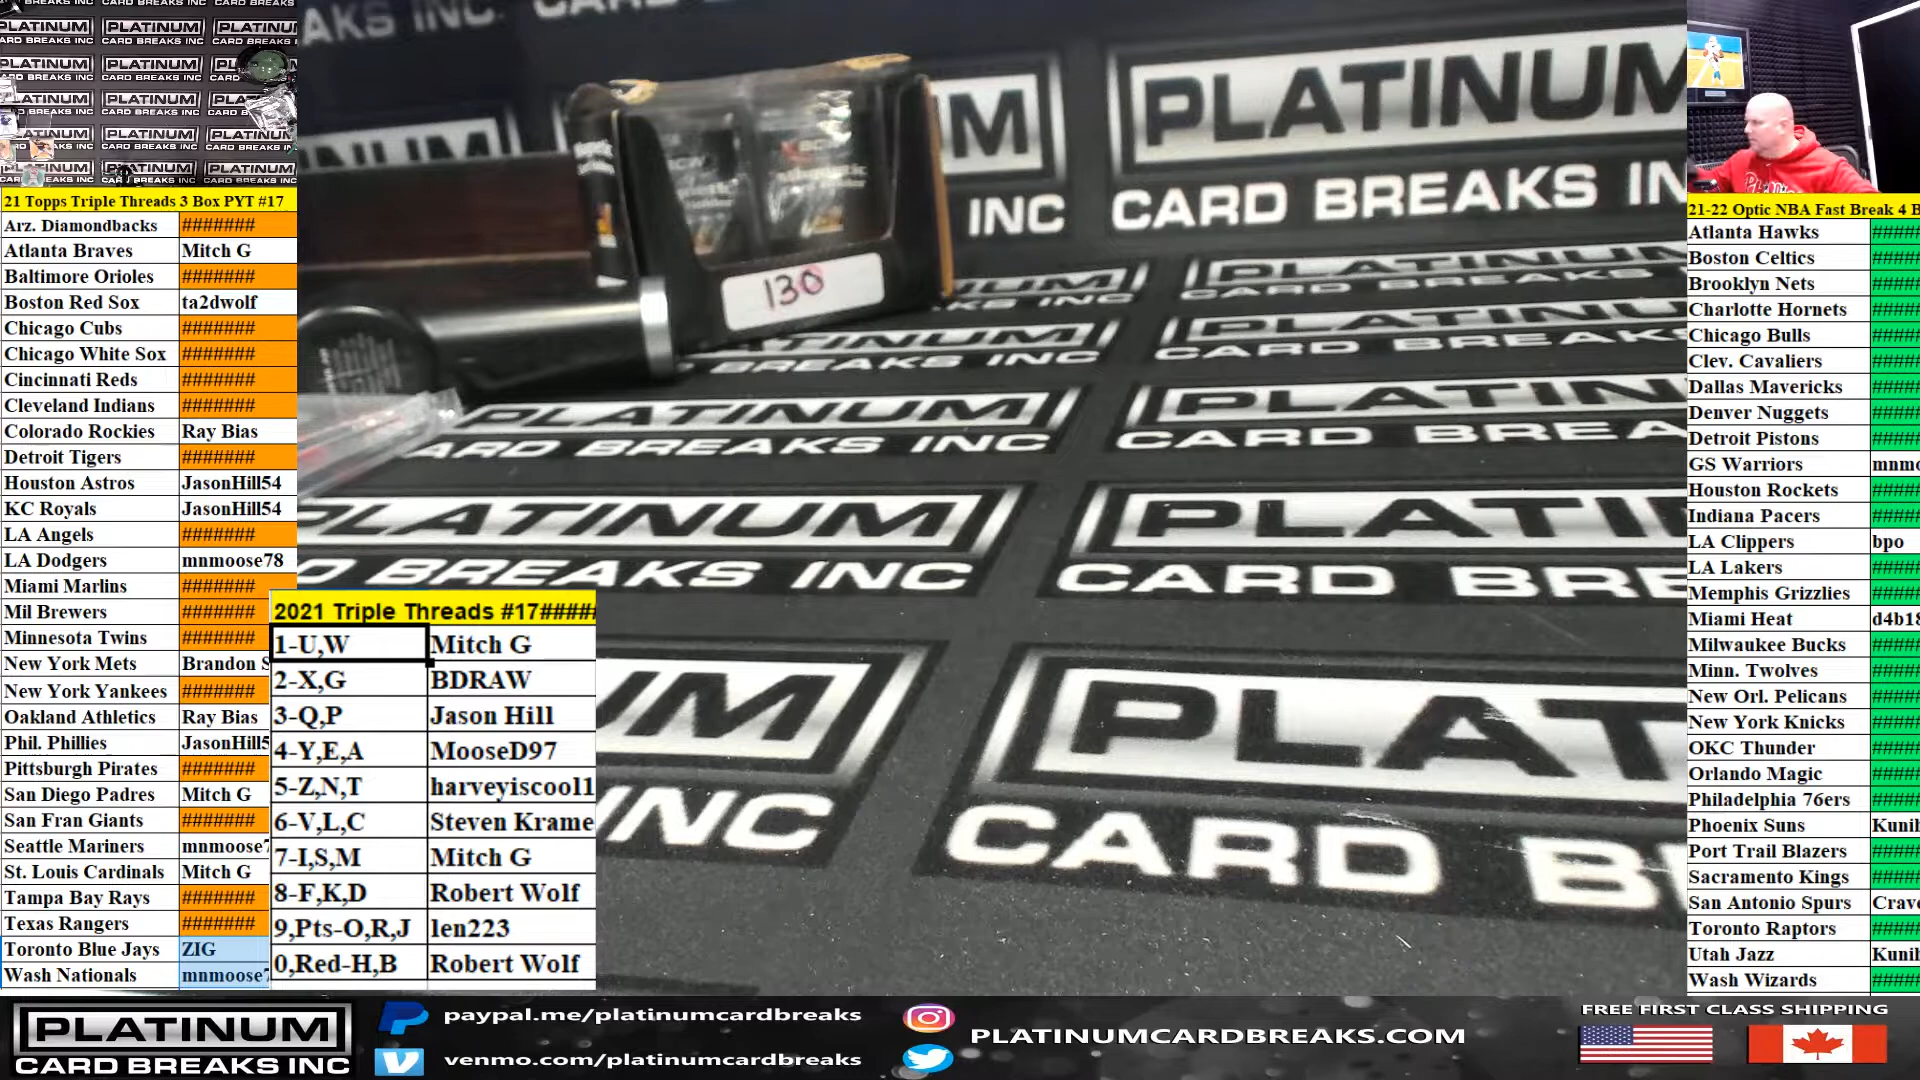 21 Topps Triple Threads 3 Box PYT #17
Arz. Diamondbacks #######
Atlanta Braves Mitch G
Baltimore Orioles #######
Boston Red Sox ta2dwolf
Chicago Cubs #######
Chicago White Sox #######
Cincinnati Reds #######
Cleveland Indians #######
Colorado Rockies Ray Bias
Detroit Tigers #######
Houston Astros JasonHill54
KC Royals JasonHill54
LA Angels #######
LA Dodgers mnmoose78
Miami Marlins #######
Mil Brewers #######
Minnesota Twins #######
New York Mets Brandon S
New York Yankees #######
Oakland Athletics Ray Bias
Phil. Phillies JasonHill5
Pittsburgh Pirates #######
San Diego Padres Mitch G
San Fran Giants #######
Seattle Mariners mnmoose7
St. Louis Cardinals Mitch G
Tampa Bay Rays #######
Texas Rangers #######
Toronto Blue Jays ZIG
Wash Nationals mnmoose7
2021 Triple Threads #17#####
1-U,W Mitch G
2-X,G BDRAW
3-Q,P Jason Hill
4-Y,E,A MooseD97
5-Z,N,T harveyiscool1
6-V,L,C Steven Krame
7-I,S,M Mitch G
8-F,K,D Robert Wolf
9,Pts-O,R,J len223
0,Red-H,B Robert Wolf
130
PLATINUM
CARD BREAKS INC
21-22 Optic NBA Fast Break 4 B
Atlanta Hawks #####
Boston Celtics #####
Brooklyn Nets #####
Charlotte Hornets #####
Chicago Bulls #####
Clev. Cavaliers #####
Dallas Mavericks #####
Denver Nuggets #####
Detroit Pistons #####
GS Warriors mnmo
Houston Rockets #####
Indiana Pacers #####
LA Clippers bpo
LA Lakers #####
Memphis Grizzlies #####
Miami Heat d4b18
Milwaukee Bucks #####
Minn. Twolves #####
New Orl. Pelicans #####
New York Knicks #####
OKC Thunder #####
Orlando Magic #####
Philadelphia 76ers #####
Phoenix Suns Kunih
Port Trail Blazers #####
Sacramento Kings #####
San Antonio Spurs Crave
Toronto Raptors #####
Utah Jazz Kunih
Wash Wizards #####
PLATINUM
CARD BREAKS INC
paypal.me/platinumcardbreaks
venmo.com/platinumcardbreaks
PLATINUMCARDBREAKS.COM
FREE FIRST CLASS SHIPPING